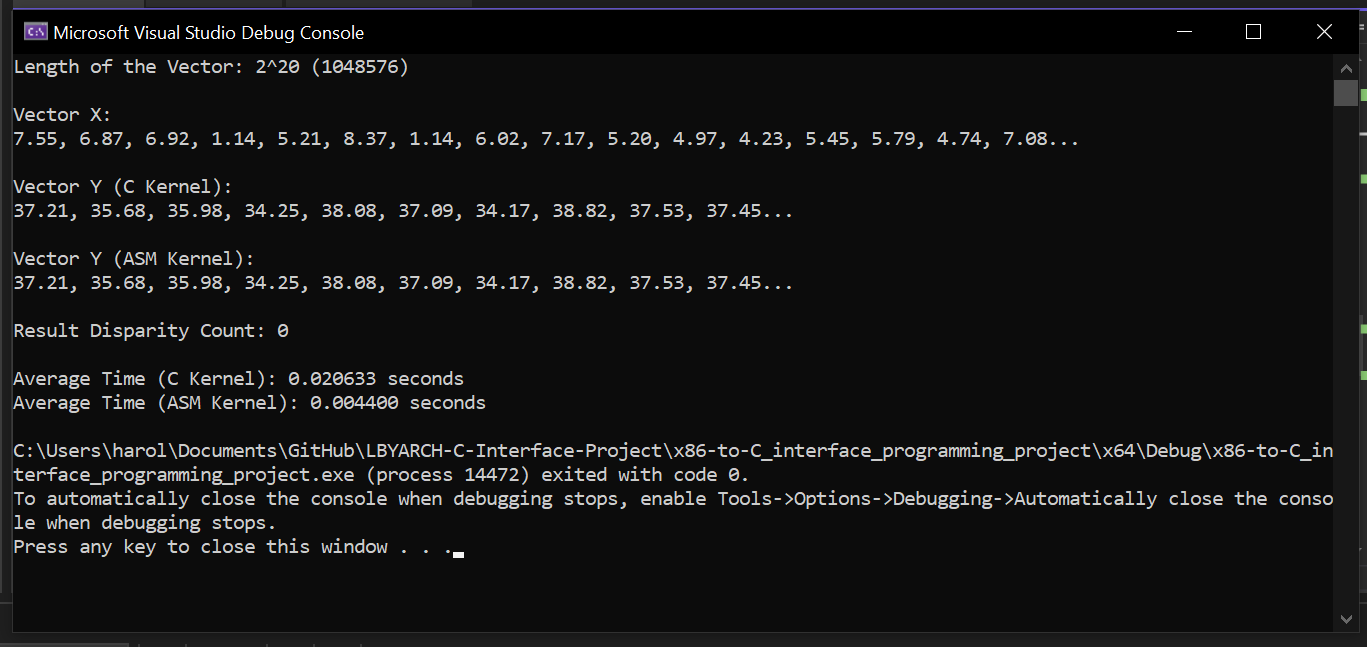 Microsoft Visual Studio Debug Console
Length of the Vector: 2^20 (1048576)
Vector X:
7.55, 6.87, 6.92, 1.14, 5.21, 8.37, 1.14, 6.02, 7.17, 5.20, 4.97, 4.23, 5.45, 5.79, 4.74, 7.08...
Vector Y (C Kernel):
37.21, 35.68, 35.98, 34.25, 38.08, 37.09, 34.17, 38.82, 37.53, 37.45...
Vector Y (ASM Kernel):
37.21, 35.68, 35.98, 34.25, 38.08, 37.09, 34.17, 38.82, 37.53, 37.45...
Result Disparity Count: 0
Average Time (C Kernel): 0.020633 seconds
Average Time (ASM Kernel): 0.004400 seconds
C:\Users\harol\Documents\GitHub\LBYARCH-C-Interface-Project\x86-to-C_interface_programming_project\x64\Debug\x86-to-C_in
terface_programming_project.exe (process 14472) exited with code 0.
To automatically close the console when debugging stops, enable Tools->Options->Debugging->Automatically close the conso
le when debugging stops.
Press any key to close this window . . .